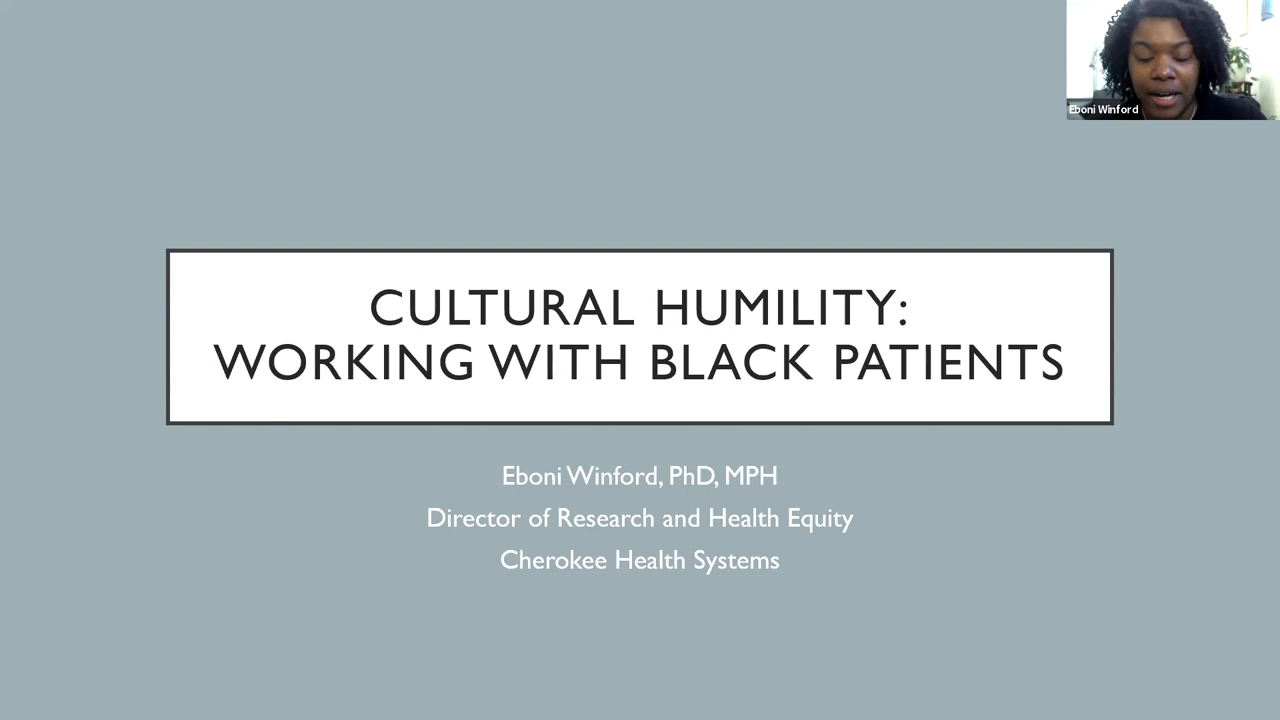 Eboni Winford
CULTURAL HUMILITY:
WORKING WITH BLACK PATIENTS
Eboni Winford, PhD, MPH
Director of Research and Health Equity
Cherokee Health Systems